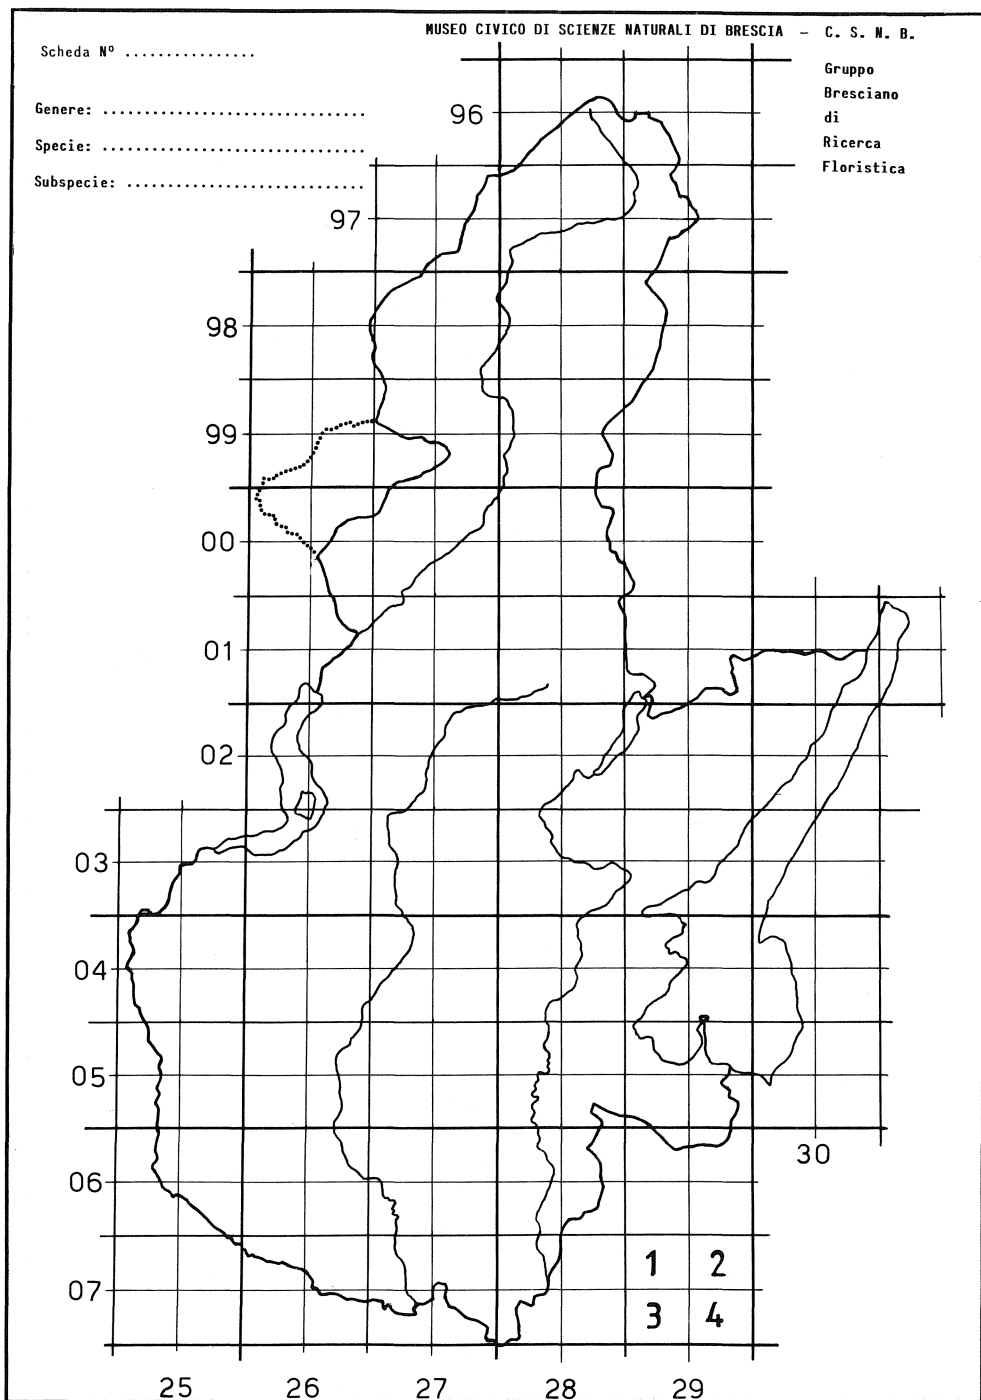 MUSEO CIVICO DI SCIENZE NATURALI DI BRESCIA – C. S. N. B.
Scheda Nº ...............
Gruppo
Bresciano
di
Ricerca
Floristica
Genere: ..............................
Specie: ..............................
Subspecie: ...........................
96
97
98
99
00
01
02
03
04
05
30
06
1 2
07
3 4
25 26 27 28 29